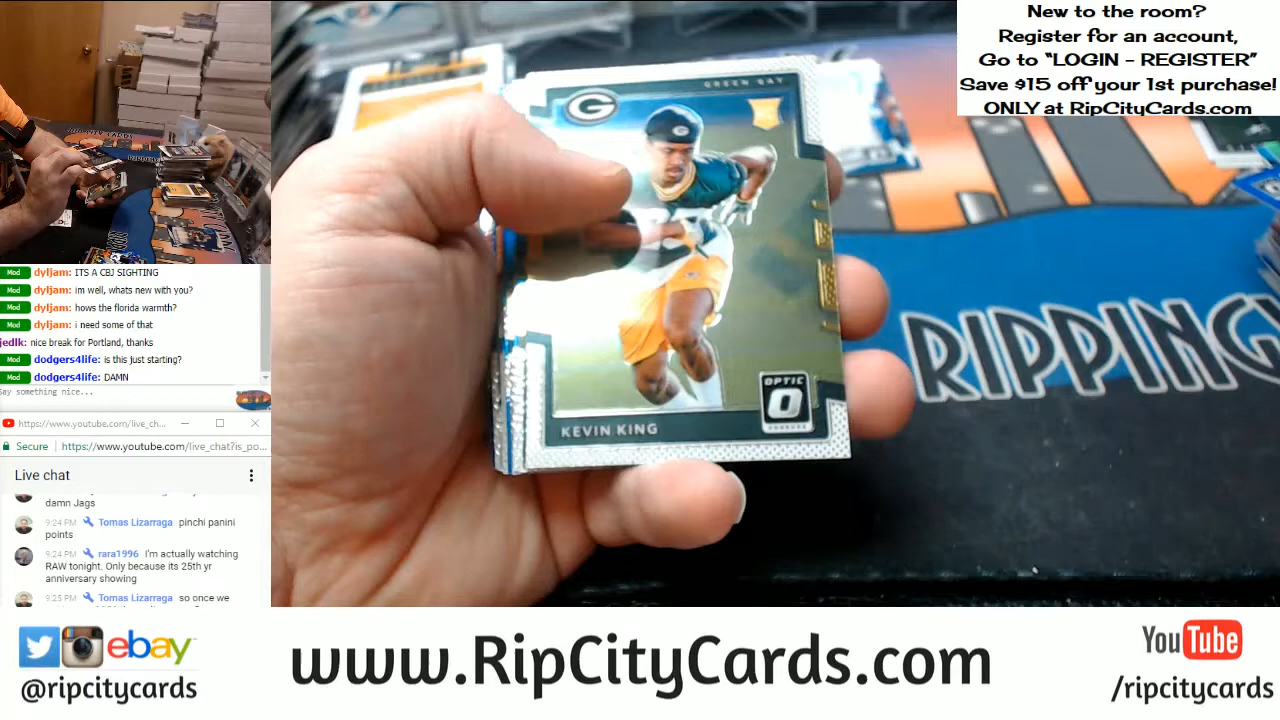 New to the room?
Register for an account,
Go to "LOGIN - REGISTER"
Save $15 off your 1st purchase!
ONLY at RipCityCards.com
GREEN BAY
G
OPTIC
KEVIN KING
RIPPING
Mod dyljam: ITS A CBJ SIGHTING
Mod dyljam: im well, whats new with you?
Mod dyljam: hows the florida warmth?
Mod dyljam: i need some of that
jedlk: nice break for Portland, thanks
Mod dodgers4life: is this just starting?
Mod dodgers4life: DAMN
Say something nice...
https://www.youtube.com/live_ch...
Secure https://www.youtube.com/live_chat?is_po...
Live chat
damn Jags
9:24 PM Tomas Lizarraga pinchi panini
points
9:24 PM rara1996 I'm actually watching
RAW tonight. Only because its 25th yr
anniversary showing
9:25 PM Tomas Lizarraga so once we
ebay
@ripcitycards
www.RipCityCards.com
YouTube
/ripcitycards